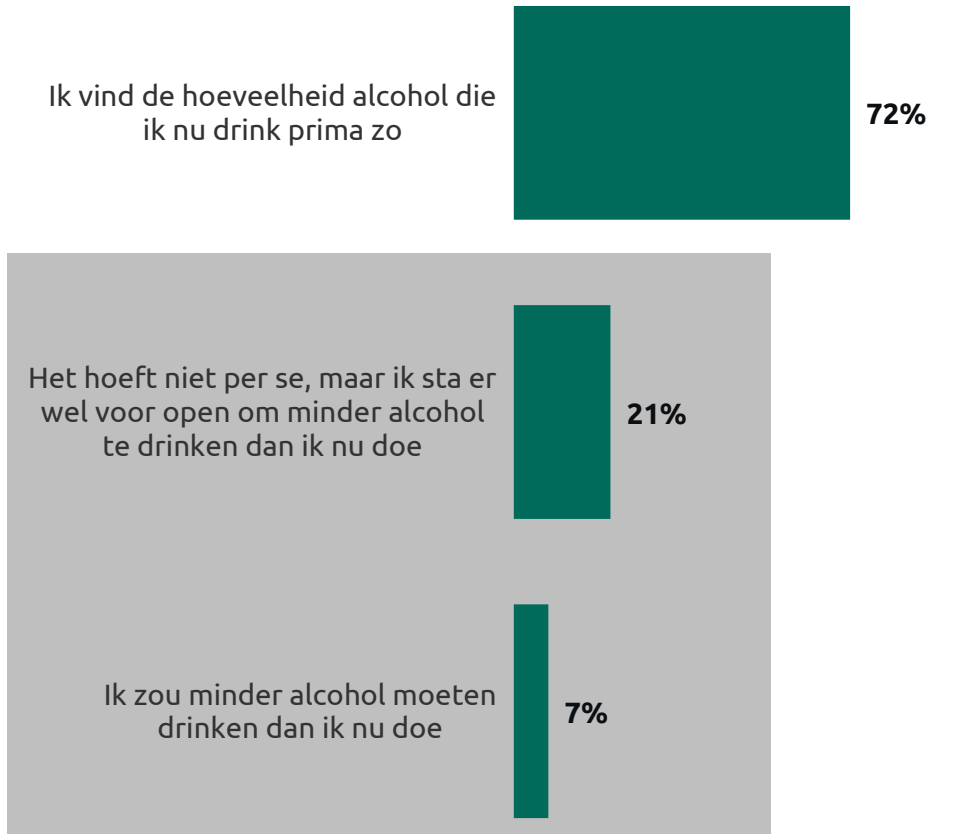 Ik vind de hoeveelheid alcohol die
ik nu drink prima zo
72%
Het hoeft niet per se, maar ik sta er
wel voor open om minder alcohol
te drinken dan ik nu doe
21%
Ik zou minder alcohol moeten
drinken dan ik nu doe
7%